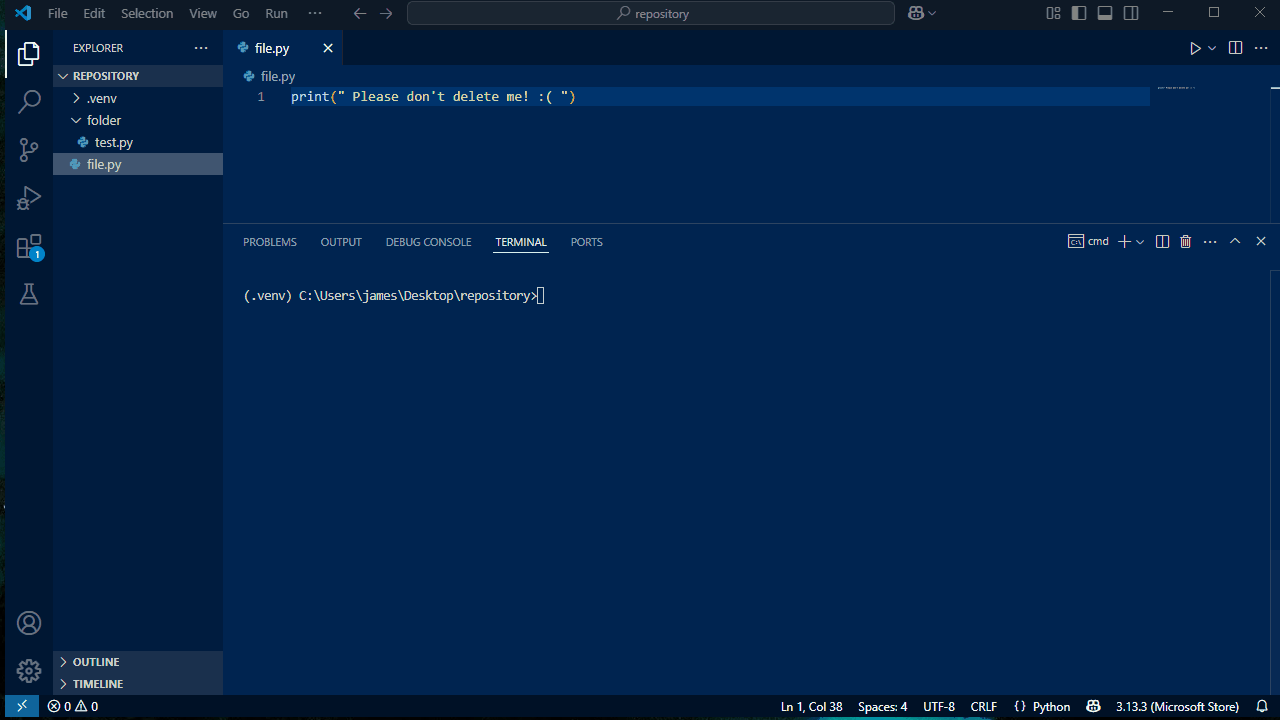 File Edit Selection View Go Run ··· repository
EXPLORER ···
file.py
REPOSITORY
.venv
folder
test.py
file.py
file.py
1 print(" Please don't delete me! :( ")
PROBLEMS OUTPUT DEBUG CONSOLE TERMINAL PORTS
cmd
(.venv) C:\Users\james\Desktop\repository>
1
OUTLINE
TIMELINE
0 0 Ln 1, Col 38 Spaces: 4 UTF-8 CRLF { } Python 3.13.3 (Microsoft Store)